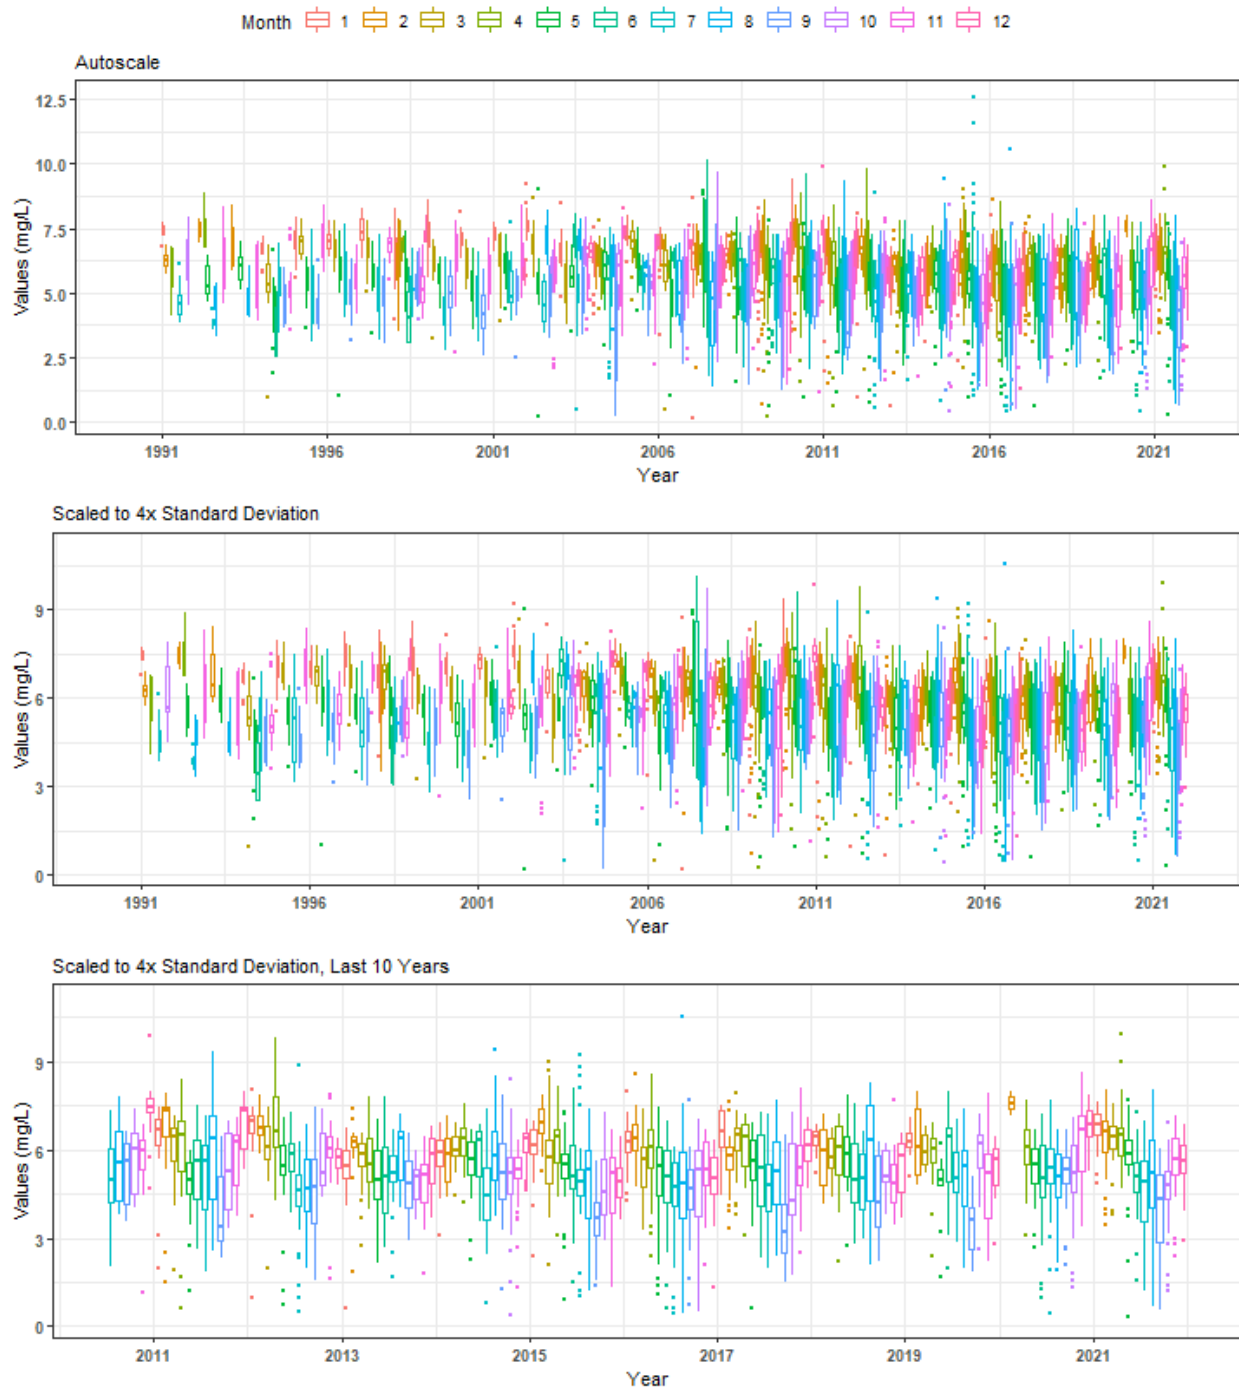 Month 1 2 3 4 5 6 7 8 9 10 11 12
Autoscale
Values (mg/L)
12.5
10.0
7.5
5.0
2.5
0.0
1991 1996 2001 2006 2011 2016 2021
Year
Scaled to 4x Standard Deviation
Values (mg/L)
9
6
3
0
1991 1996 2001 2006 2011 2016 2021
Year
Scaled to 4x Standard Deviation, Last 10 Years
Values (mg/L)
9
6
3
0
2011 2013 2015 2017 2019 2021
Year